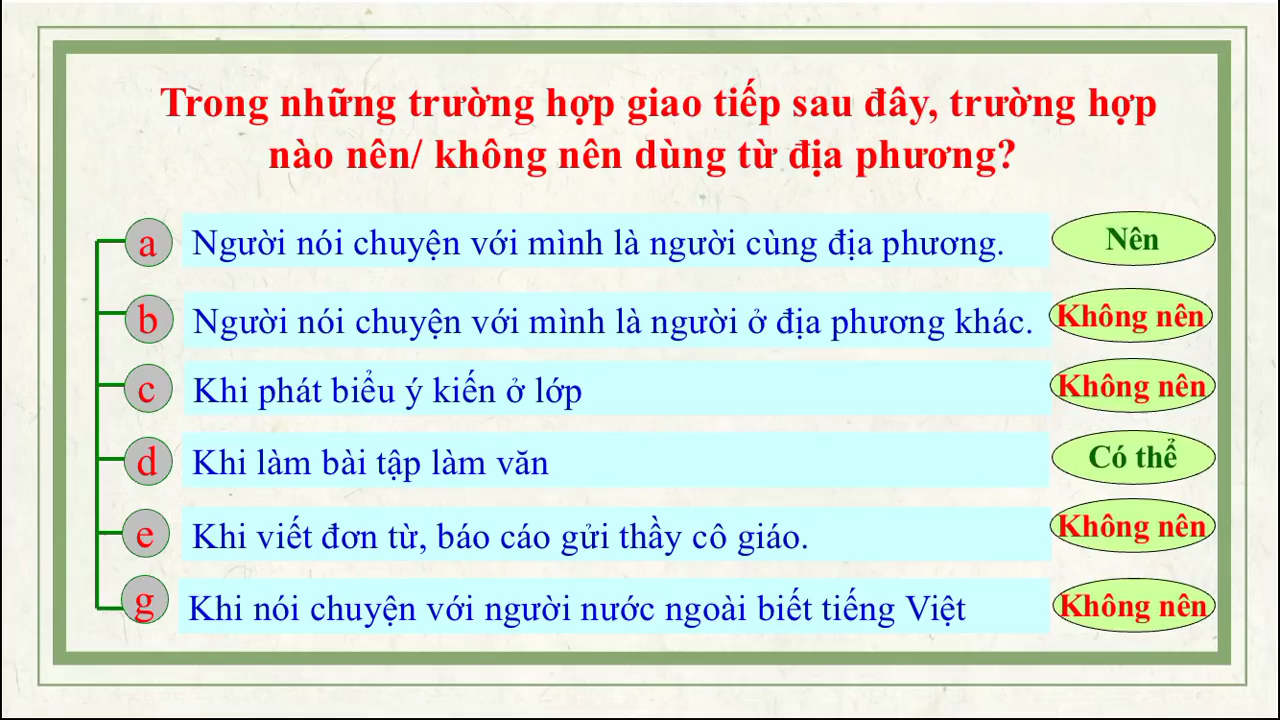 Trong những trường hợp giao tiếp sau đây, trường hợp
nào nên/ không nên dùng từ địa phương?
a Người nói chuyện với mình là người cùng địa phương. Nên
b Người nói chuyện với mình là người ở địa phương khác. Không nên
c Khi phát biểu ý kiến ở lớp Không nên
d Khi làm bài tập làm văn Có thể
e Khi viết đơn từ, báo cáo gửi thầy cô giáo. Không nên
g Khi nói chuyện với người nước ngoài biết tiếng Việt Không nên